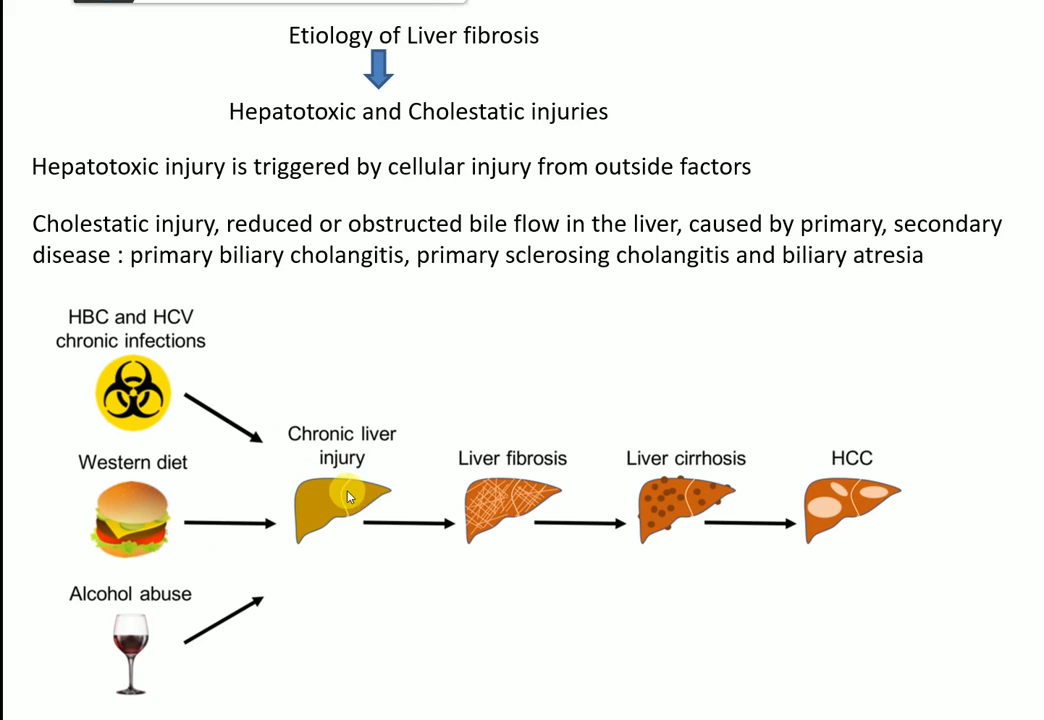 Etiology of Liver fibrosis
Hepatotoxic and Cholestatic injuries
Hepatotoxic injury is triggered by cellular injury from outside factors
Cholestatic injury, reduced or obstructed bile flow in the liver, caused by primary, secondary
disease : primary biliary cholangitis, primary sclerosing cholangitis and biliary atresia
HBC and HCV
chronic infections
Western diet
Alcohol abuse
Chronic liver
injury
Liver fibrosis
Liver cirrhosis
HCC